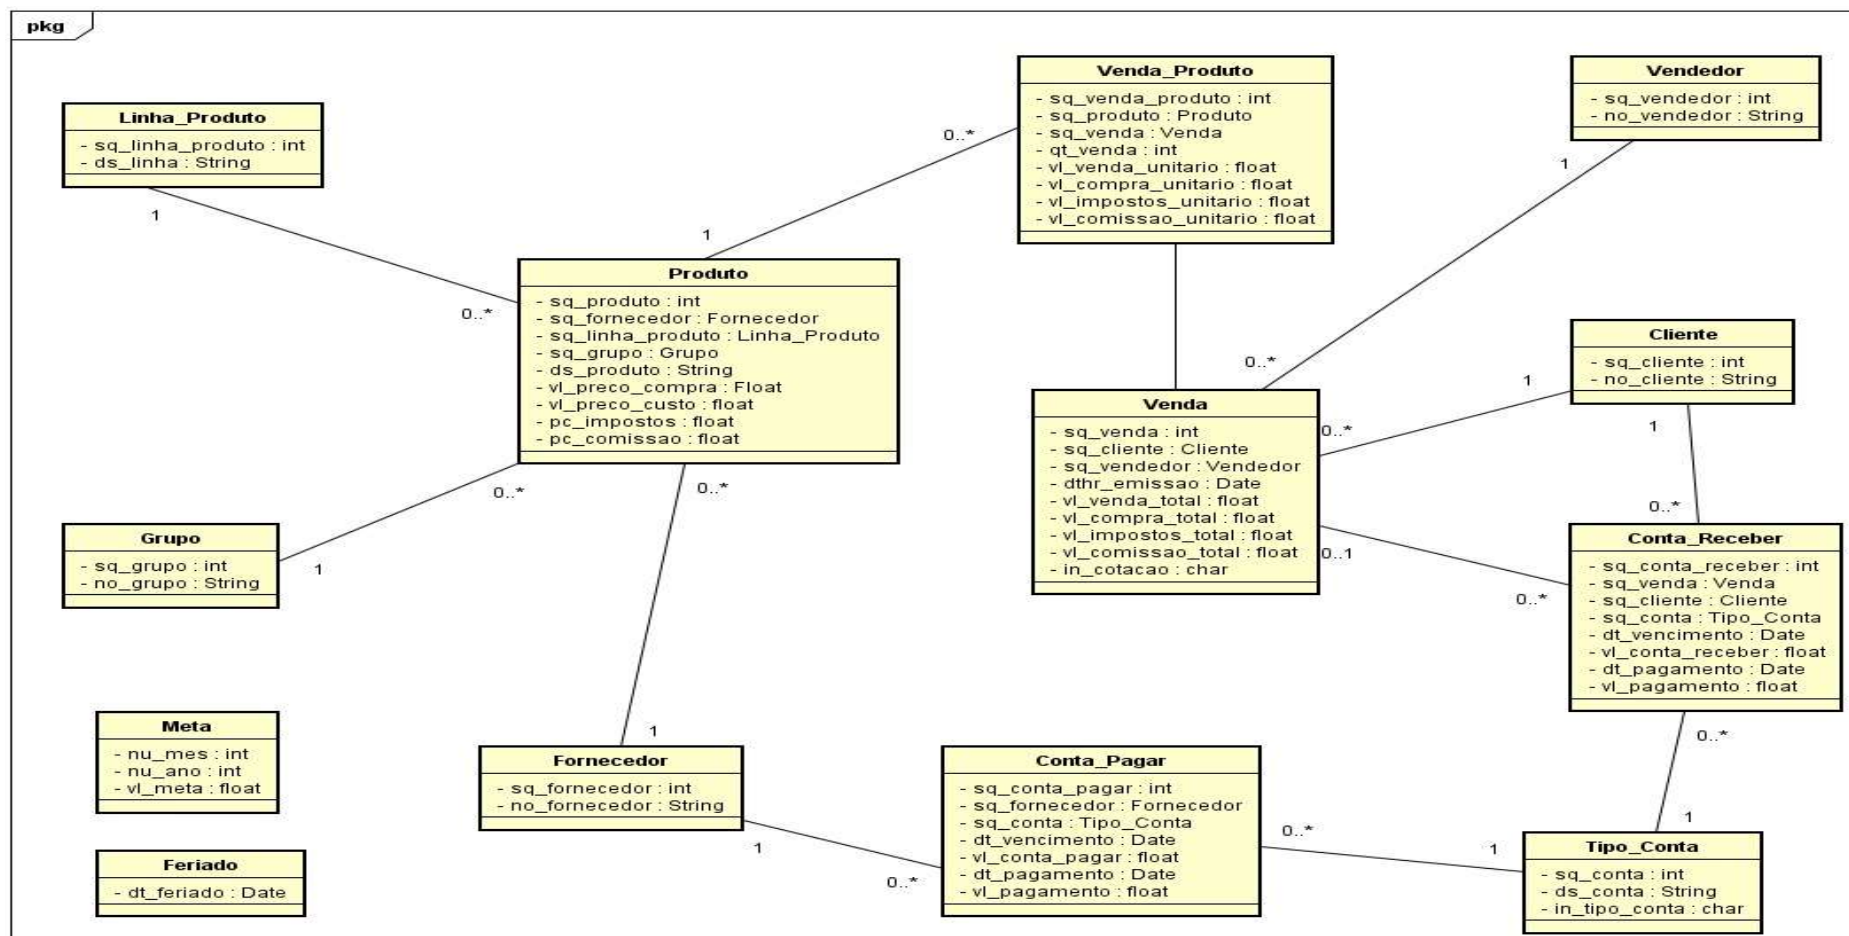 pkg
Linha_Produto
- sq_linha_produto : int
- ds_linha : String
1
0..*
Venda_Produto
- sq_venda_produto : int
- sq_produto : Produto
- sq_venda : Venda
- qt_venda : int
- vl_venda_unitario : float
- vl_compra_unitario : float
- vl_impostos_unitario : float
- vl_comissao_unitario : float
0..*
1
Vendedor
- sq_vendedor : int
- no_vendedor : String
1
0..*
Produto
- sq_produto : int
- sq_fornecedor : Fornecedor
- sq_linha_produto : Linha_Produto
- sq_grupo : Grupo
- ds_produto : String
- vl_preco_compra : Float
- vl_preco_custo : float
- pc_impostos : float
- pc_comissao : float
0..*
0..*
Cliente
- sq_cliente : int
- no_cliente : String
1
1
0..*
0..*
Venda
- sq_venda : int
- sq_cliente : Cliente
- sq_vendedor : Vendedor
- dthr_emissao : Date
- vl_venda_total : float
- vl_compra_total : float
- vl_impostos_total : float
- vl_comissao_total : float
- in_cotacao : char
0..1
0..*
Grupo
- sq_grupo : int
- no_grupo : String
1
Conta_Receber
- sq_conta_receber : int
- sq_venda : Venda
- sq_cliente : Cliente
- sq_conta : Tipo_Conta
- dt_vencimento : Date
- vl_conta_receber : float
- dt_pagamento : Date
- vl_pagamento : float
0..*
1
Meta
- nu_mes : int
- nu_ano : int
- vl_meta : float
1
Fornecedor
- sq_fornecedor : int
- no_fornecedor : String
1
0..*
Conta_Pagar
- sq_conta_pagar : int
- sq_fornecedor : Fornecedor
- sq_conta : Tipo_Conta
- dt_vencimento : Date
- vl_conta_pagar : float
- dt_pagamento : Date
- vl_pagamento : float
0..*
1
Feriado
- dt_feriado : Date
Tipo_Conta
- sq_conta : int
- ds_conta : String
- in_tipo_conta : char